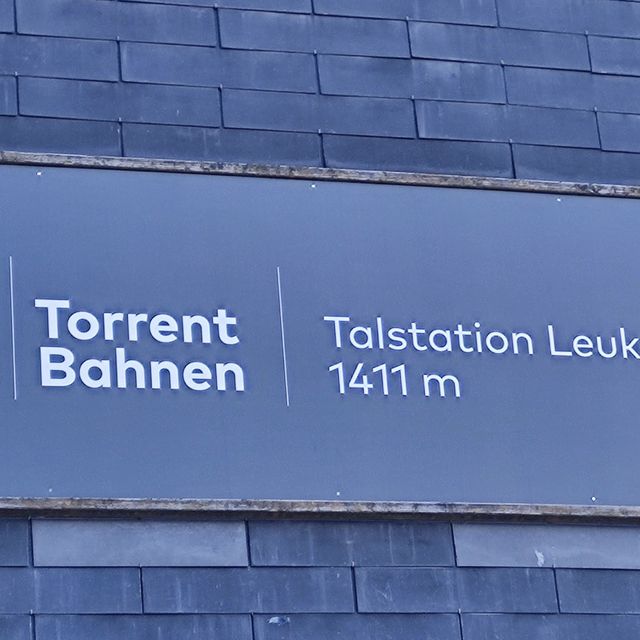 Torrent
Bahnen
Talstation Leuk
1411 m